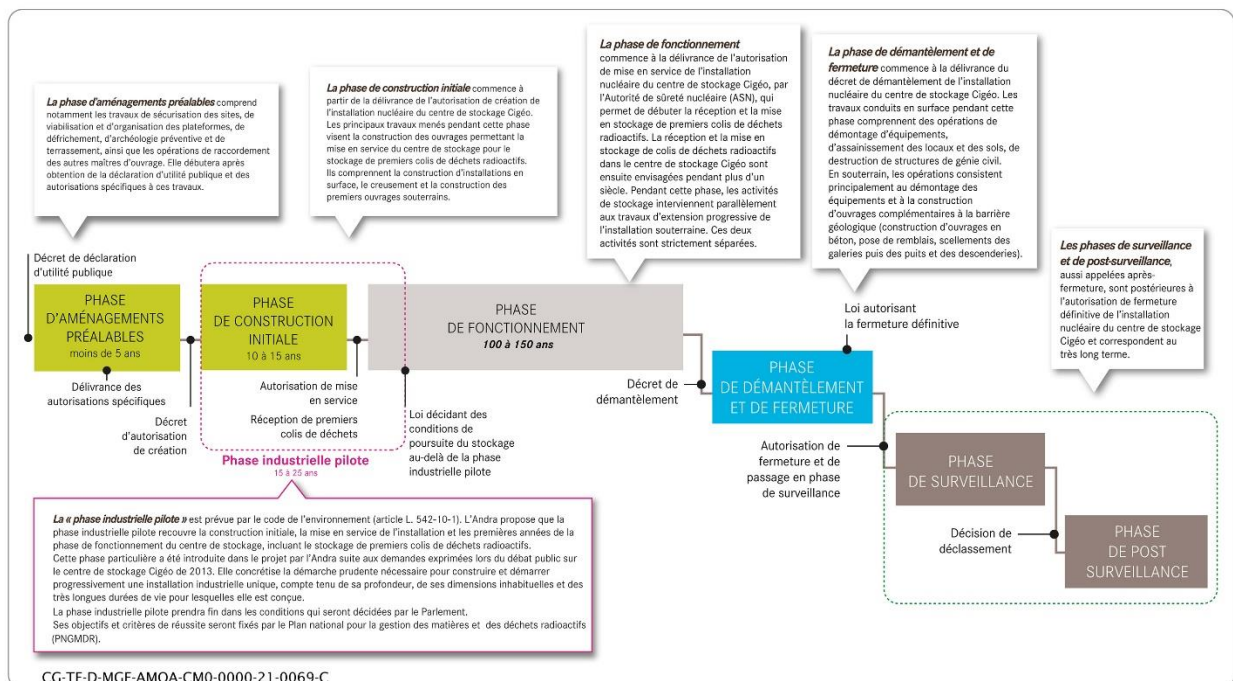 La phase d'aménagements préalables comprend
notamment les travaux de sécurisation des sites, de
viabilisation et d'organisation des plateformes, de
défrichement, d'archéologie préventive et de
terrassement, ainsi que les opérations de raccordement
des autres maîtres d'ouvrage. Elle débutera après
obtention de la déclaration d'utilité publique et des
autorisations spécifiques à ces travaux.
La phase de construction initiale commence à
partir de la délivrance de l'autorisation de création de
l'installation nucléaire du centre de stockage Cigéo.
Les principaux travaux menés pendant cette phase
visent la construction des ouvrages permettant la
mise en service du centre de stockage pour le
stockage de premiers colis de déchets radioactifs.
Ils comprennent la construction d'installations en
surface, le creusement et la construction des
premiers ouvrages souterrains.
La phase de fonctionnement
commence à la délivrance de l'autorisation
de mise en service de l'installation
nucléaire du centre de stockage Cigéo, par
l'Autorité de sûreté nucléaire (ASN), qui
permet de débuter la réception et la mise
en stockage de premiers colis de déchets
radioactifs. La réception et la mise en
stockage de colis de déchets radioactifs
dans le centre de stockage Cigéo sont
ensuite envisagées pendant plus d'un
siècle. Pendant cette phase, les activités
de stockage interviennent parallèlement
aux travaux d'extension progressive de
l'installation souterraine. Ces deux
activités sont strictement séparées.
La phase de démantèlement et de
fermeture commence à la délivrance du
décret de démantèlement de l'installation
nucléaire du centre de stockage Cigéo. Les
travaux conduits en surface pendant cette
phase comprennent des opérations de
démontage d'équipements,
d'assainissement des locaux et des sols, de
destruction de structures de génie civil.
En souterrain, les opérations consistent
principalement au démontage des
équipements et à la construction
d'ouvrages complémentaires à la barrière
géologique (construction d'ouvrages en
béton, pose de remblais, scellements des
galeries puis des puits et des descenderies).
Les phases de surveillance
et de post-surveillance,
aussi appelées après-
fermeture, sont postérieures à
l'autorisation de fermeture
définitive de l'installation
nucléaire du centre de stockage
Cigéo et correspondent au
très long terme.
Décret de déclaration
d'utilité publique
PHASE
D'AMÉNAGEMENTS
PRÉALABLES
moins de 5 ans
Délivrance des
autorisations spécifiques
Décret
d'autorisation
de création
PHASE
DE CONSTRUCTION
INITIALE
10 à 15 ans
Autorisation de mise
en service
Réception de premiers
colis de déchets
Phase industrielle pilote
15 à 25 ans
PHASE
DE FONCTIONNEMENT
100 à 150 ans
Loi décidant des
conditions de
poursuite du stockage
au-delà de la phase
industrielle pilote
Décret de
démantèlement
Loi autorisant
la fermeture définitive
PHASE
DE DÉMANTÈLEMENT
ET DE FERMETURE
Autorisation de
fermeture et de
passage en phase
de surveillance
PHASE
DE SURVEILLANCE
Décision de
déclassement
PHASE
DE POST
SURVEILLANCE
La « phase industrielle pilote » est prévue par le code de l'environnement (article L. 542-10-1). L'Andra propose que la
phase industrielle pilote recouvre la construction initiale, la mise en service de l'installation et les premières années de la
phase de fonctionnement du centre de stockage, incluant le stockage de premiers colis de déchets radioactifs.
Cette phase particulière a été introduite dans le projet par l'Andra suite aux demandes exprimées lors du débat public sur
le centre de stockage Cigéo de 2013. Elle concrétise la démarche prudente nécessaire pour construire et démarrer
progressivement une installation industrielle unique, compte tenu de sa profondeur, de ses dimensions inhabituelles et des
très longues durées de vie pour lesquelles elle est conçue.
La phase industrielle pilote prendra fin dans les conditions qui seront décidées par le Parlement.
Ses objectifs et critères de réussite seront fixés par le Plan national pour la gestion des matières et des déchets radioactifs
(PNGMDR).
CG-TE-D-MGE-AMOA-CM0-0000-21-0069-C